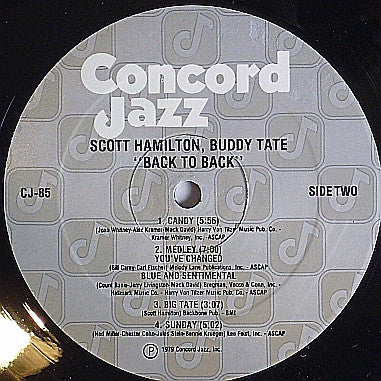 Concord
Jazz
SCOTT HAMILTON, BUDDY TATE
"BACK TO BACK"
CJ-85
SIDE TWO
1. CANDY (5:55)
(Joan Whitney-Alex Kramer-Mack David) Harry Von Tilzer Music Pub. Co. -
Kramer Whitney, Inc. - ASCAP
2. MEDLEY (7:00)
YOU'VE CHANGED
(Bill Carey-Carl Fischer) Melody Lane Publications, Inc. - ASCAP
BLUE AND SENTIMENTAL
(Count Basie-Jerry Livingston-Mack David) Bregman, Vocco & Conn, Inc. -
Hallmark Music Co. - Harry Von Tilzer Music Pub. Co. - ASCAP
3. BIG TATE (3:07)
(Scott Hamilton) Backbone Pub. - BMI
4. SUNDAY (5:02)
(Ned Miller-Chester Cohn-Jules Stein-Bennie Krueger) Leo Feist, Inc. - ASCAP
Ⓟ 1979 Concord Jazz, Inc.